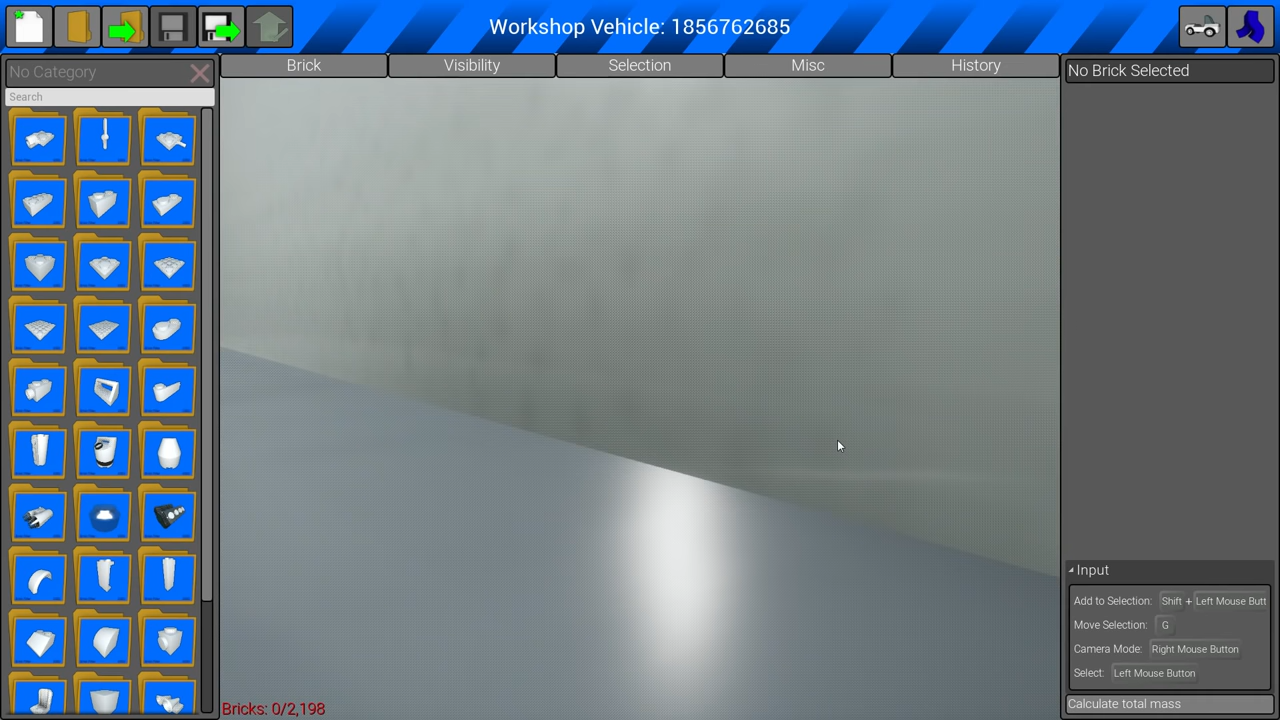 Workshop Vehicle: 1856762685
No Category
Search
Brick
Visibility
Selection
Misc
History
No Brick Selected
Input
Add to Selection: Shift + Left Mouse Butt
Move Selection: G
Camera Mode: Right Mouse Button
Select: Left Mouse Button
Calculate total mass
Bricks: 0/2,198